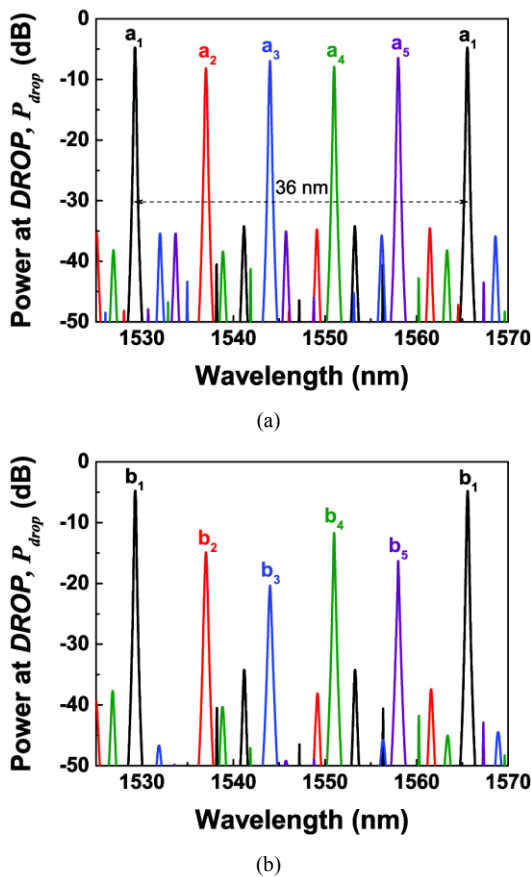 Power at DROP, P_drop (dB)
0
-10
-20
-30
-40
-50
a₁
a₂
a₃
a₄
a₅
a₁
36 nm
1530
1540
1550
1560
1570
Wavelength (nm)
(a)
Power at DROP, P_drop (dB)
0
-10
-20
-30
-40
-50
b₁
b₂
b₃
b₄
b₅
b₁
1530
1540
1550
1560
1570
Wavelength (nm)
(b)